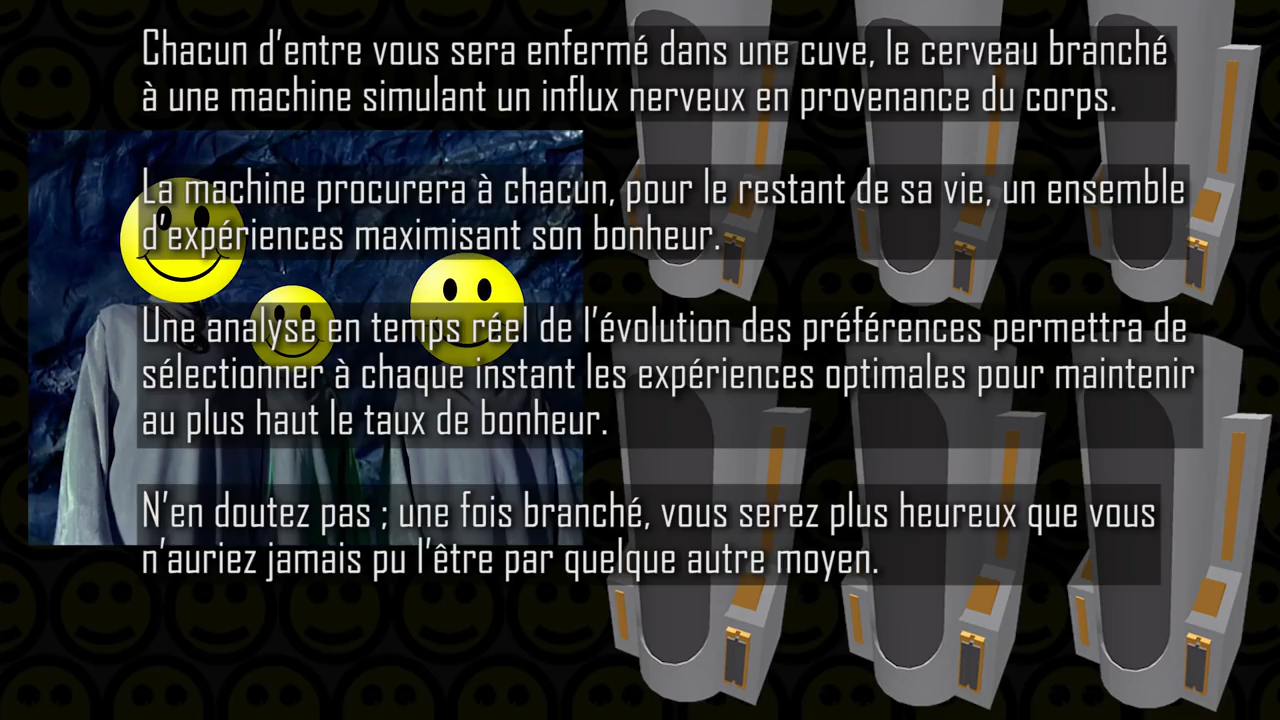 Chacun d'entre vous sera enfermé dans une cuve, le cerveau branché
à une machine simulant un influx nerveux en provenance du corps.
La machine procurera à chacun, pour le restant de sa vie, un ensemble
d'expériences maximisant son bonheur.
Une analyse en temps réel de l'évolution des préférences permettra de
sélectionner à chaque instant les expériences optimales pour maintenir
au plus haut le taux de bonheur.
N'en doutez pas ; une fois branché, vous serez plus heureux que vous
n'auriez jamais pu l'être par quelque autre moyen.